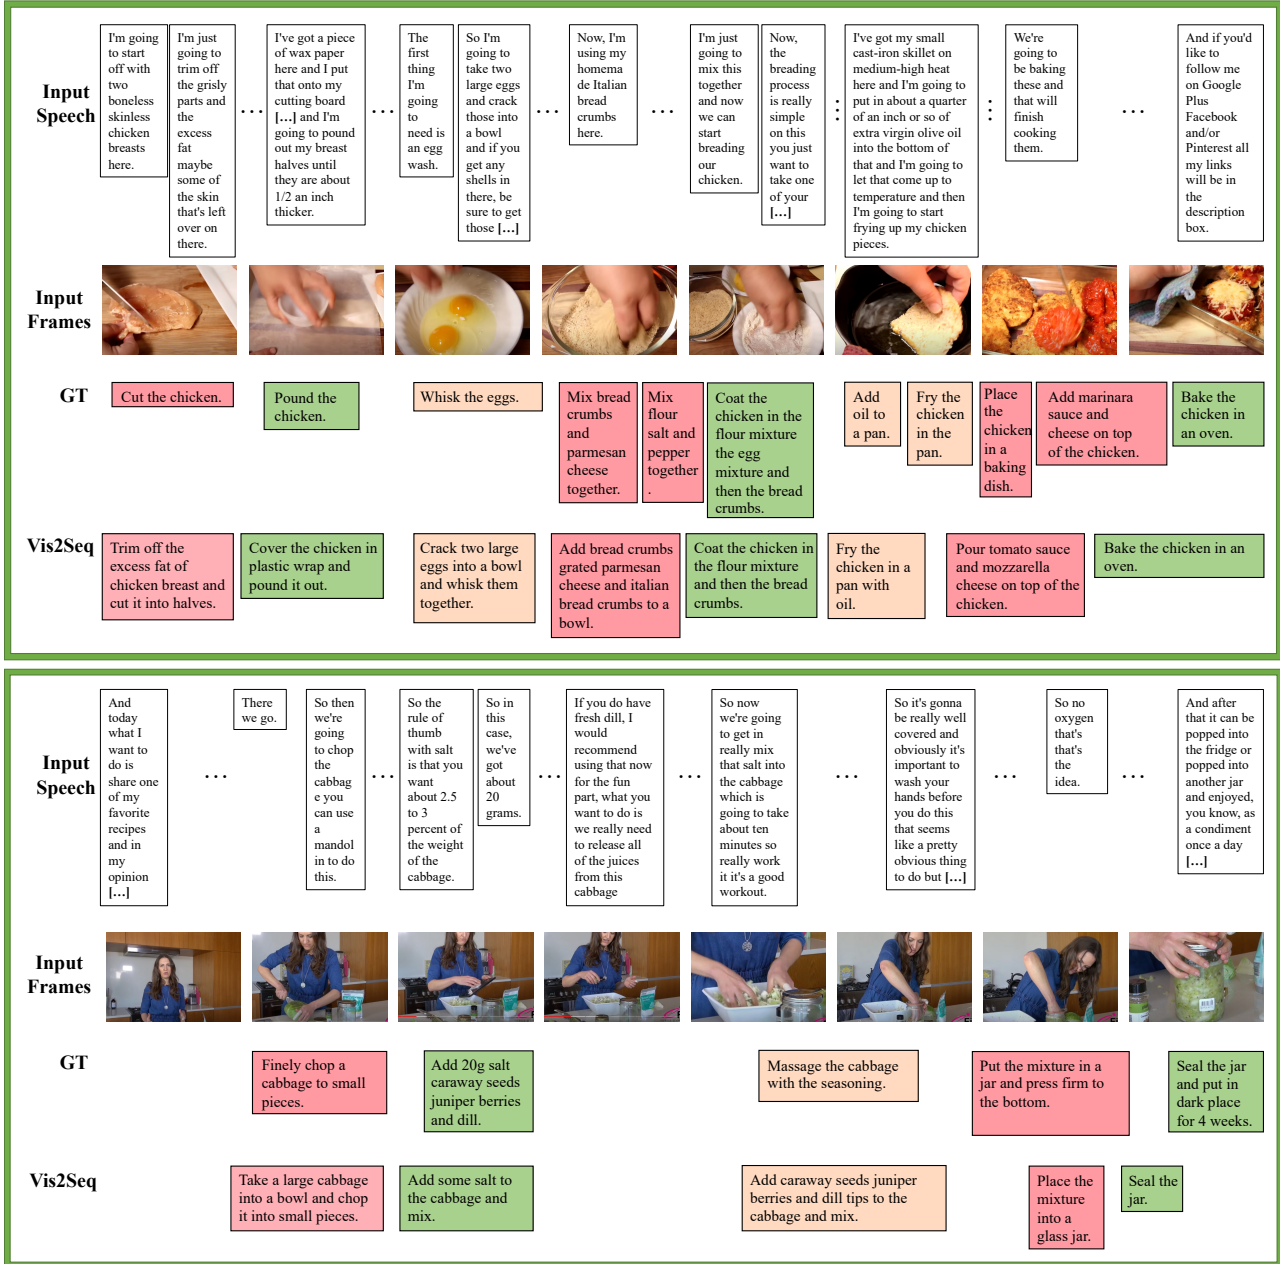 Input
Speech
I'm going
to start
off with
two
boneless
skinless
chicken
breasts
here.
I'm just
going to
trim off
the grisly
parts and
the
excess
fat
maybe
some of
the skin
that's left
over on
there.
...
I've got a piece
of wax paper
here and I put
that onto my
cutting board
[...] and I'm
going to pound
out my breast
halves until
they are about
1/2 an inch
thicker.
...
The
first
thing
I'm
going
to
need is
an egg
wash.
So I'm
going to
take two
large eggs
and crack
those into
a bowl
and if you
get any
shells in
there, be
sure to get
those [...]
...
Now, I'm
using my
homema
de Italian
bread
crumbs
here.
...
I'm just
going to
mix this
together
and now
we can
start
breading
our
chicken.
Now,
the
breading
process
is really
simple
on this
you just
want to
take one
of your
[...]
...
I've got my small
cast-iron skillet on
medium-high heat
here and I'm going to
put in about a quarter
of an inch or so of
extra virgin olive oil
into the bottom of
that and I'm going to
let that come up to
temperature and then
I'm going to start
frying up my chicken
pieces.
...
We're
going to
be baking
these and
that will
finish
cooking
them.
...
And if you'd
like to
follow me
on Google
Plus
Facebook
and/or
Pinterest all
my links
will be in
the
description
box.
Input
Frames
GT
Cut the chicken.
Pound the
chicken.
Whisk the eggs.
Mix bread
crumbs
and
parmesan
cheese
together.
Mix
flour
salt and
pepper
together
.
Coat the
chicken in the
flour mixture
the egg
mixture and
then the bread
crumbs.
Add
oil to
a pan.
Fry the
chicken
in the
pan.
Place
the
chicken
in a
baking
dish.
Add marinara
sauce and
cheese on top
of the chicken.
Bake the
chicken in
an oven.
Vis2Seq
Trim off the
excess fat of
chicken breast and
cut it into halves.
Cover the chicken in
plastic wrap and
pound it out.
Crack two large
eggs into a bowl
and whisk them
together.
Add bread crumbs
grated parmesan
cheese and italian
bread crumbs to a
bowl.
Coat the chicken in
the flour mixture
and then the bread
crumbs.
Fry the
chicken in a
pan with
oil.
Pour tomato sauce
and mozzarella
cheese on top of the
chicken.
Bake the chicken in an
oven.
Input
Speech
And
today
what I
want to
do is
share one
of my
favorite
recipes
and in
my
opinion
[...]
...
There
we go.
So then
we're
going
to chop
the
cabbag
e you
can use
a
mandol
in to do
this.
...
So the
rule of
thumb
with salt
is that you
want
about 2.5
to 3
percent of
the weight
of the
cabbage.
So in
this
case,
we've
got
about
20
grams.
...
If you do have
fresh dill, I
would
recommend
using that now
for the fun
part, what you
want to do is
we really need
to release all
of the juices
from this
cabbage
...
So now
we're going
to get in
really mix
that salt into
the cabbage
which is
going to take
about ten
minutes so
really work
it it's a good
workout.
...
So it's gonna
be really well
covered and
obviously it's
important to
wash your
hands before
you do this
that seems
like a pretty
obvious thing
to do but [...]
...
So no
oxygen
that's
that's
the
idea.
...
And after
that it can be
popped into
the fridge or
popped into
another jar
and enjoyed,
you know, as
a condiment
once a day
[...]
Input
Frames
GT
Finely chop a
cabbage to small
pieces.
Add 20g salt
caraway seeds
juniper berries
and dill.
Massage the cabbage
with the seasoning.
Put the mixture in a
jar and press firm to
the bottom.
Seal the jar
and put in
dark place
for 4 weeks.
Vis2Seq
Take a large cabbage
into a bowl and chop
it into small pieces.
Add some salt to
the cabbage and
mix.
Add caraway seeds juniper
berries and dill tips to the
cabbage and mix.
Place the
mixture
into a
glass jar.
Seal the
jar.